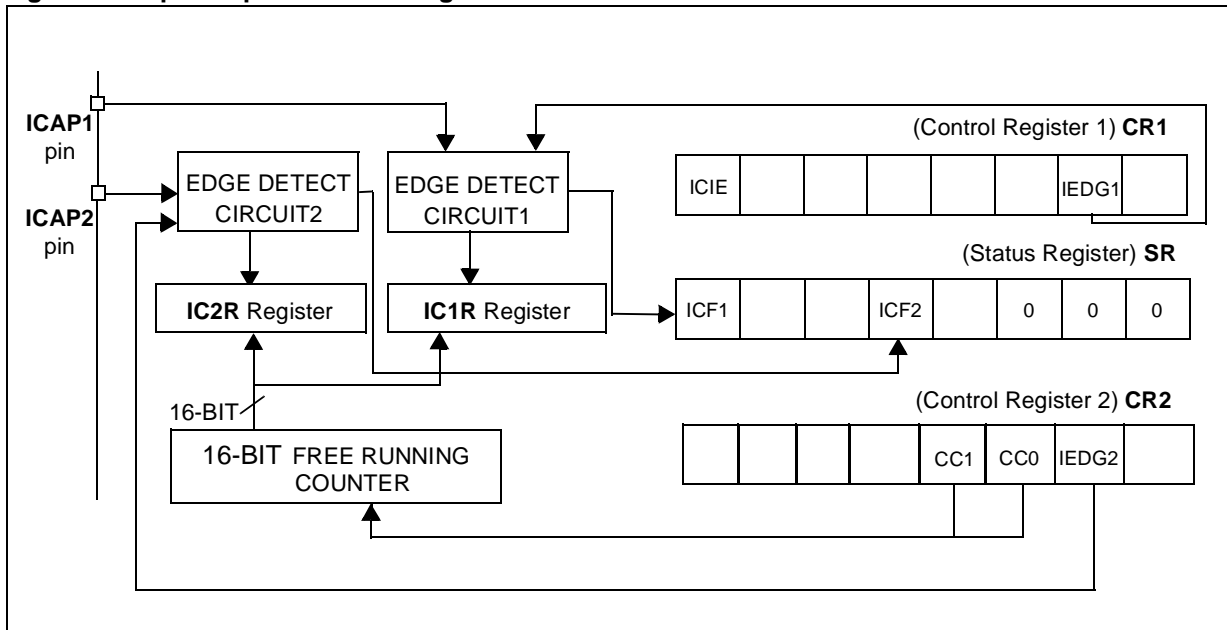 ICAP1
pin
ICAP2
pin
EDGE DETECT
CIRCUIT2
EDGE DETECT
CIRCUIT1
IC2R Register
IC1R Register
16-BIT
16-BIT FREE RUNNING
COUNTER
(Control Register 1) CR1
ICIE IEDG1
(Status Register) SR
ICF1 ICF2 0 0 0
(Control Register 2) CR2
CC1 CC0 IEDG2